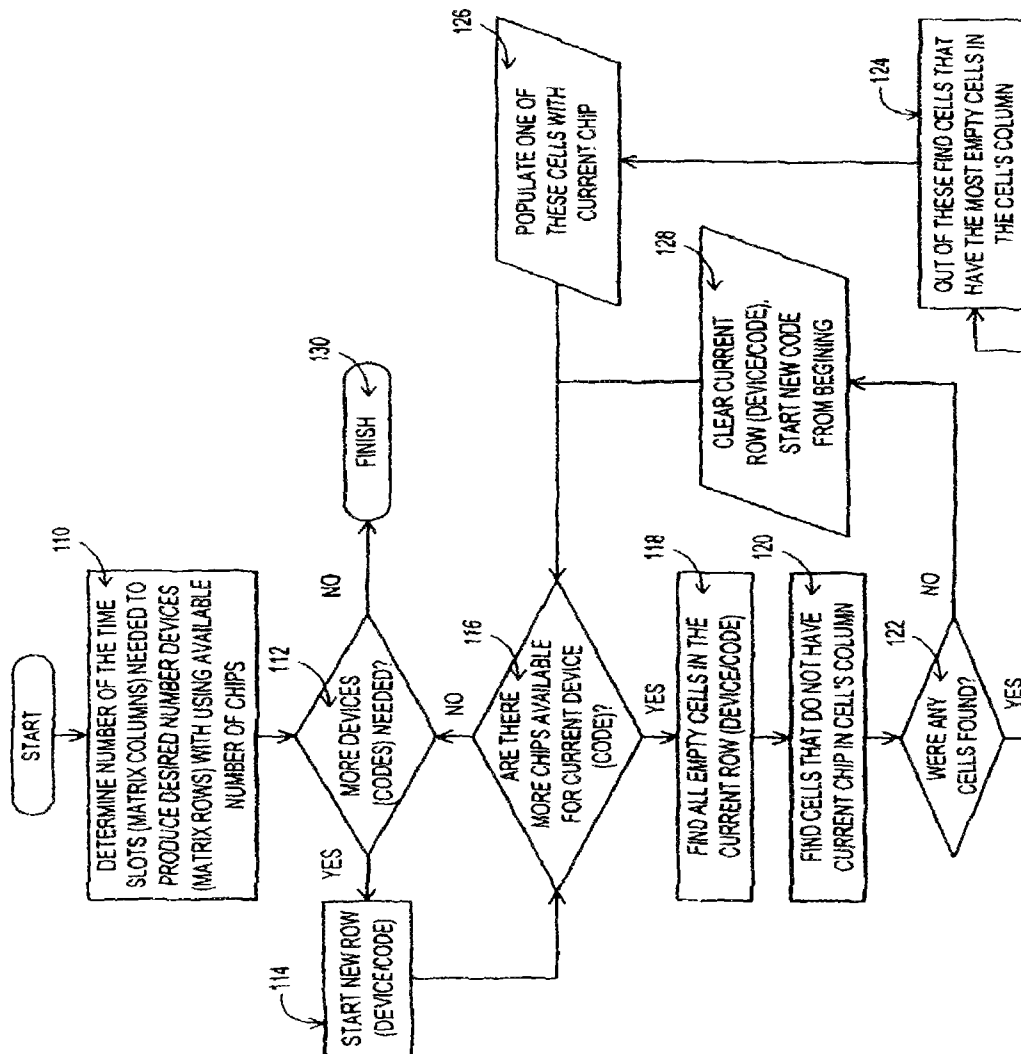 START
110
DETERMINE NUMBER OF THE TIME
SLOTS (MATRIX COLUMNS) NEEDED TO
PRODUCE DESIRED NUMBER DEVICES
(MATRIX ROWS) WITH USING AVAILABLE
NUMBER OF CHIPS
112
MORE DEVICES
(CODES) NEEDED?
NO
130
FINISH
YES
114
START NEW ROW
(DEVICE/CODE)
116
ARE THERE
MORE CHIPS AVAILABLE
FOR CURRENT DEVICE
(CODE)?
NO
YES
118
FIND ALL EMPTY CELLS IN THE
CURRENT ROW (DEVICE/CODE)
120
FIND CELLS THAT DO NOT HAVE
CURRENT CHIP IN CELL'S COLUMN
122
WERE ANY
CELLS FOUND?
NO
YES
128
CLEAR CURRENT
ROW (DEVICE/CODE),
START NEW CODE
FROM BEGINING
124
OUT OF THESE FIND CELLS THAT
HAVE THE MOST EMPTY CELLS IN
THE CELL'S COLUMN
126
POPULATE ONE OF
THESE CELLS WITH
CURRENT CHIP